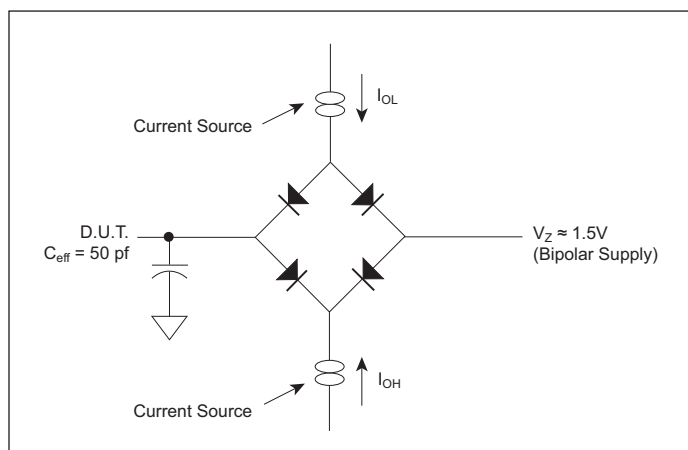 I_OL
Current Source
D.U.T.
C_eff = 50 pf
V_Z ≈ 1.5V
(Bipolar Supply)
I_OH
Current Source